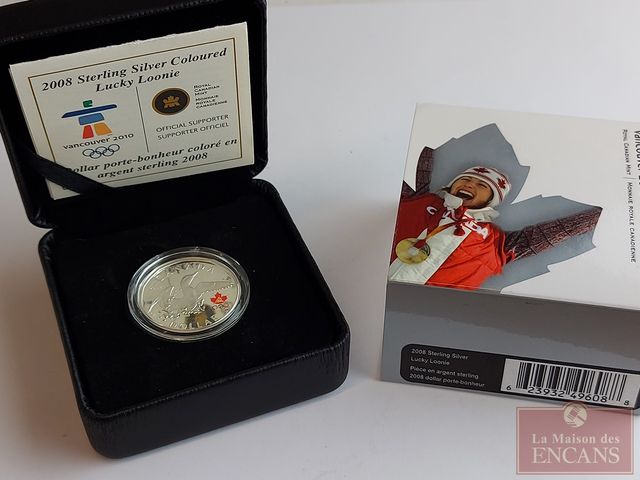 2008 Sterling Silver Coloured
Lucky Loonie
vancouver 2010
ROYAL
CANADIAN
MINT
MONNAIE
ROYALE
CANADIENNE
OFFICIAL SUPPORTER
SUPPORTEUR OFFICIEL
Dollar porte-bonheur coloré en
argent sterling 2008
DOLLAR
ROYAL CANADIAN MINT | MONNAIE ROYALE CANADIENNE
CANADA
2008 Sterling Silver
Lucky Loonie
Pièce en argent sterling
2008 dollar porte-bonheur
6 23932 49608 8
La Maison des
ENCANS